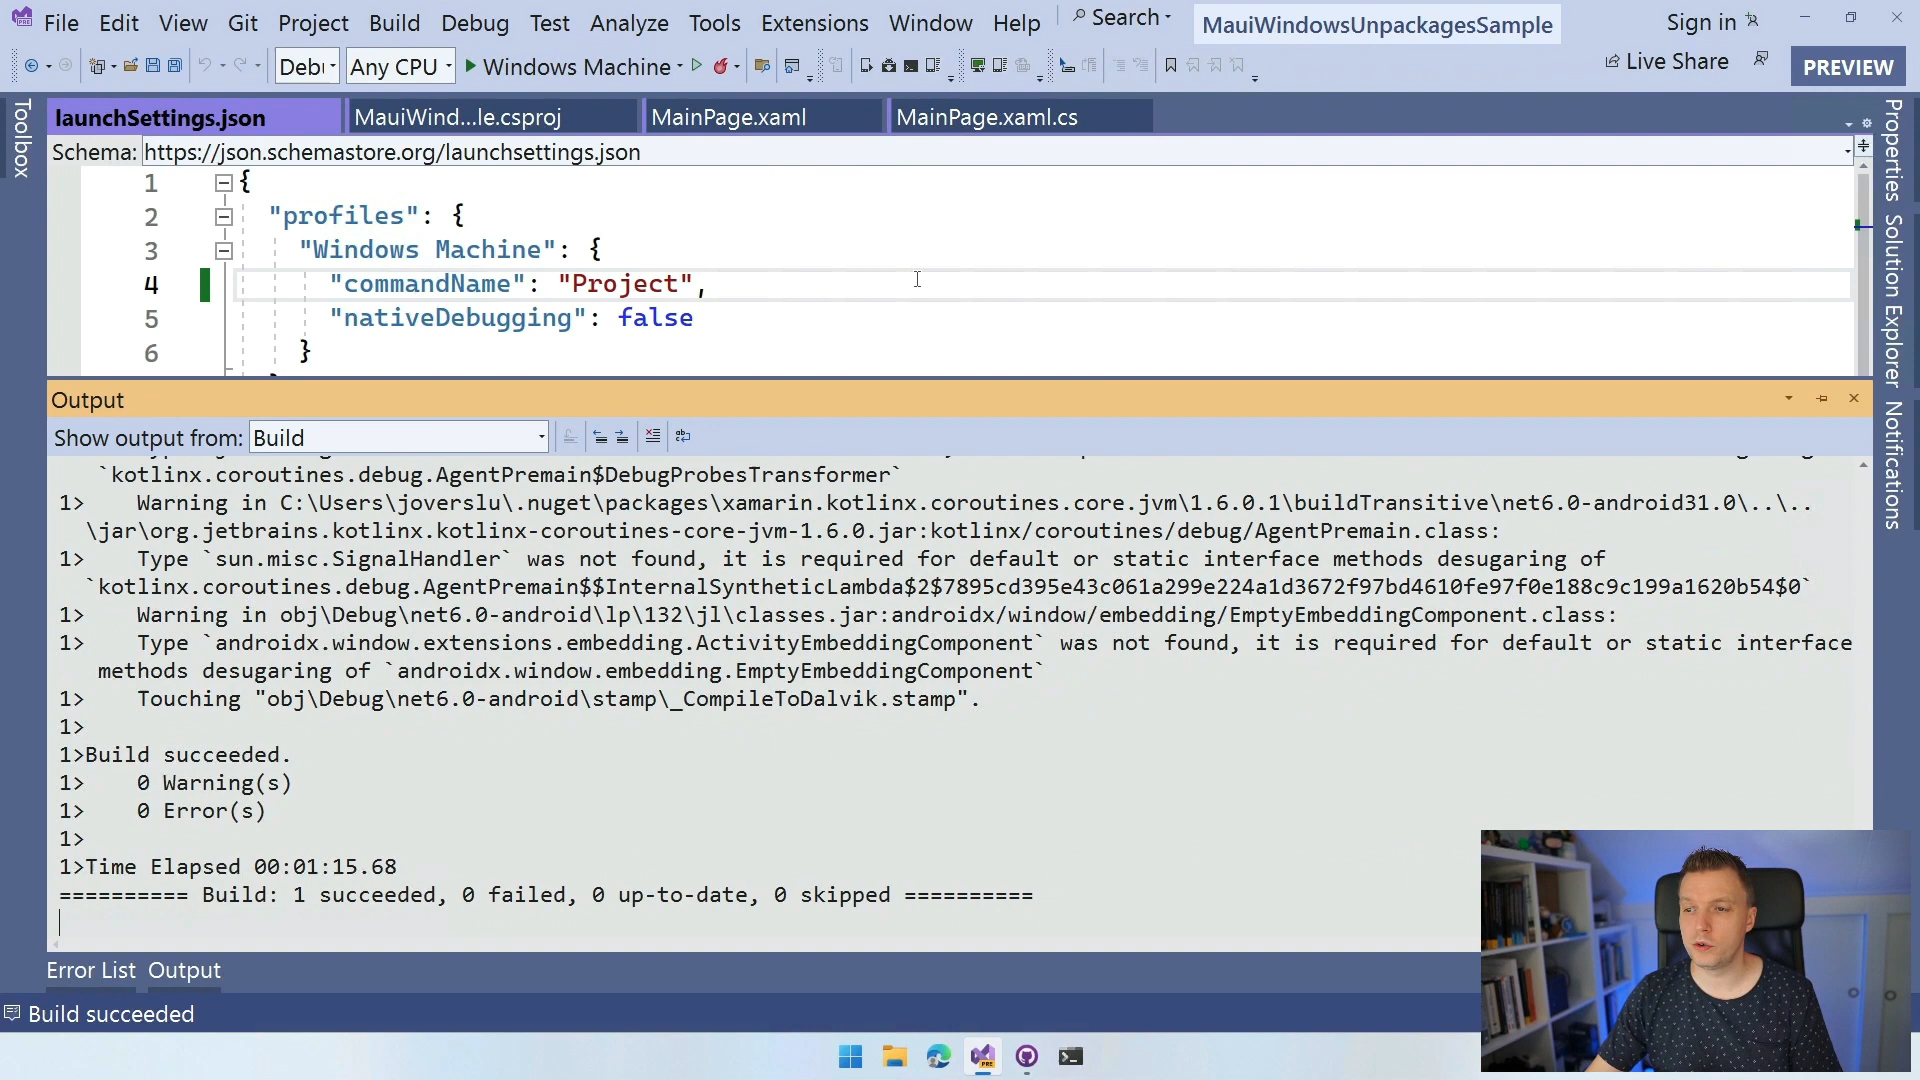 File Edit View Git Project Build Debug Test Analyze Tools Extensions Window Help Search MauiWindowsUnpackagesSample Sign in
Debu Any CPU Windows Machine Live Share PREVIEW
Toolbox
launchSettings.json MauiWind...le.csproj MainPage.xaml MainPage.xaml.cs
Schema: https://json.schemastore.org/launchsettings.json
1 {
2 "profiles": {
3 "Windows Machine": {
4 "commandName": "Project",
5 "nativeDebugging": false
6 }
Properties Solution Explorer Notifications
Output
Show output from: Build
`kotlinx.coroutines.debug.AgentPremain$DebugProbesTransformer`
1> Warning in C:\Users\joverslu\.nuget\packages\xamarin.kotlinx.coroutines.core.jvm\1.6.0.1\buildTransitive\net6.0-android31.0\..\..
\jar\org.jetbrains.kotlinx.kotlinx-coroutines-core-jvm-1.6.0.jar:kotlinx/coroutines/debug/AgentPremain.class:
1> Type `sun.misc.SignalHandler` was not found, it is required for default or static interface methods desugaring of
`kotlinx.coroutines.debug.AgentPremain$$InternalSyntheticLambda$2$7895cd395e43c061a299e224a1d3672f97bd4610fe97f0e188c9c199a1620b54$0`
1> Warning in obj\Debug\net6.0-android\lp\132\jl\classes.jar:androidx/window/embedding/EmptyEmbeddingComponent.class:
1> Type `androidx.window.extensions.embedding.ActivityEmbeddingComponent` was not found, it is required for default or static interface
methods desugaring of `androidx.window.embedding.EmptyEmbeddingComponent`
1> Touching "obj\Debug\net6.0-android\stamp\_CompileToDalvik.stamp".
1>
1>Build succeeded.
1> 0 Warning(s)
1> 0 Error(s)
1>
1>Time Elapsed 00:01:15.68
========== Build: 1 succeeded, 0 failed, 0 up-to-date, 0 skipped ==========
Error List Output
Build succeeded